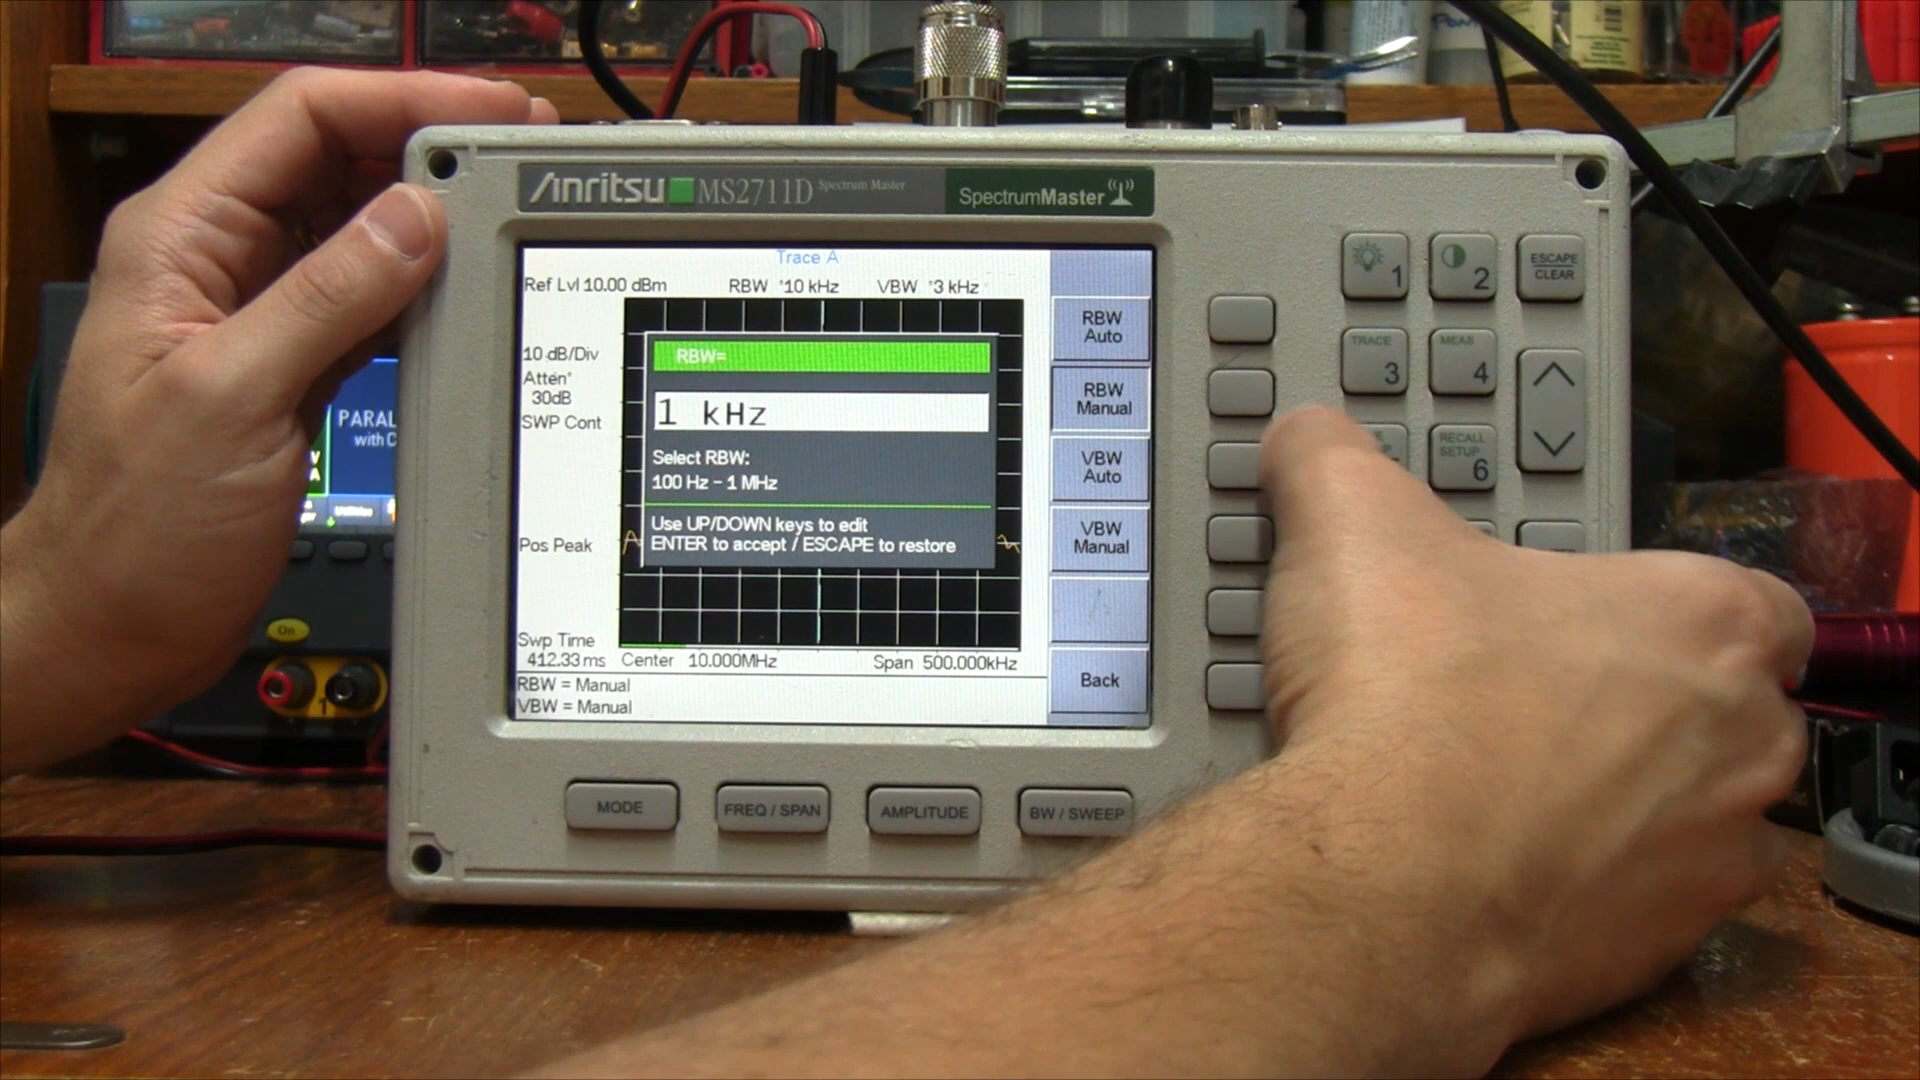 Anritsu MS2711D Spectrum Master
SpectrumMaster
Trace A
Ref Lvl 10.00 dBm RBW *10 kHz VBW *3 kHz
10 dB/Div
Atten*
30dB
SWP Cont
Pos Peak
Swp Time
412.33 ms
Center 10.000MHz Span 500.000kHz
RBW = Manual
VBW = Manual
RBW=
1 kHz
Select RBW:
100 Hz - 1 MHz
Use UP/DOWN keys to edit
ENTER to accept / ESCAPE to restore
RBW
Auto
RBW
Manual
VBW
Auto
VBW
Manual
Back
1
2
ESCAPE
CLEAR
TRACE
3
MEAS
4
RECALL
SETUP
6
MODE
FREQ / SPAN
AMPLITUDE
BW / SWEEP
PARAL
with C
Utilities
On
1